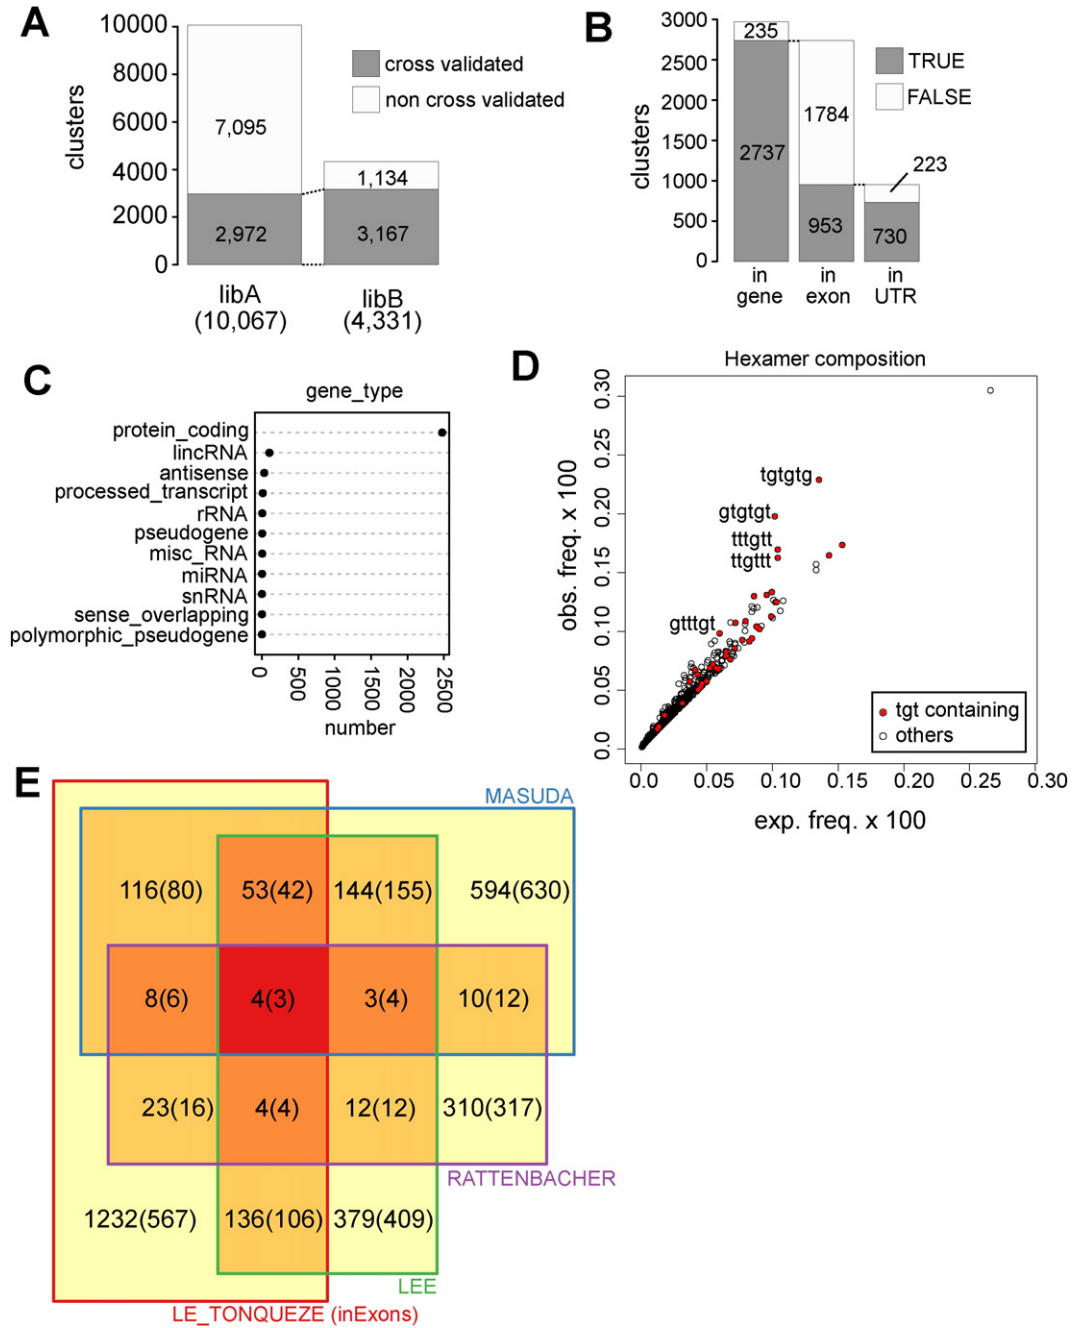 A
10000
8000
6000
4000
2000
0
clusters
7,095
2,972
1,134
3,167
libA
(10,067)
libB
(4,331)
cross validated
non cross validated
B
3000
2500
2000
1500
1000
500
0
clusters
235
2737
1784
953
223
730
in
gene
in
exon
in
UTR
TRUE
FALSE
C
gene_type
protein_coding
lincRNA
antisense
processed_transcript
rRNA
pseudogene
misc_RNA
miRNA
snRNA
sense_overlapping
polymorphic_pseudogene
0
500
1000
1500
2000
2500
number
D
Hexamer composition
0.30
0.25
0.20
0.15
0.10
0.05
0.0
obs. freq. x 100
tgtgtg
gtgtgt
tttgtt
ttgttt
gtttgt
tgt containing
others
0.0 0.05 0.10 0.15 0.20 0.25 0.30
exp. freq. x 100
E
MASUDA
116(80) 53(42) 144(155) 594(630)
8(6) 4(3) 3(4) 10(12)
23(16) 4(4) 12(12) 310(317)
RATTENBACHER
1232(567) 136(106) 379(409)
LEE
LE_TONQUEZE (inExons)